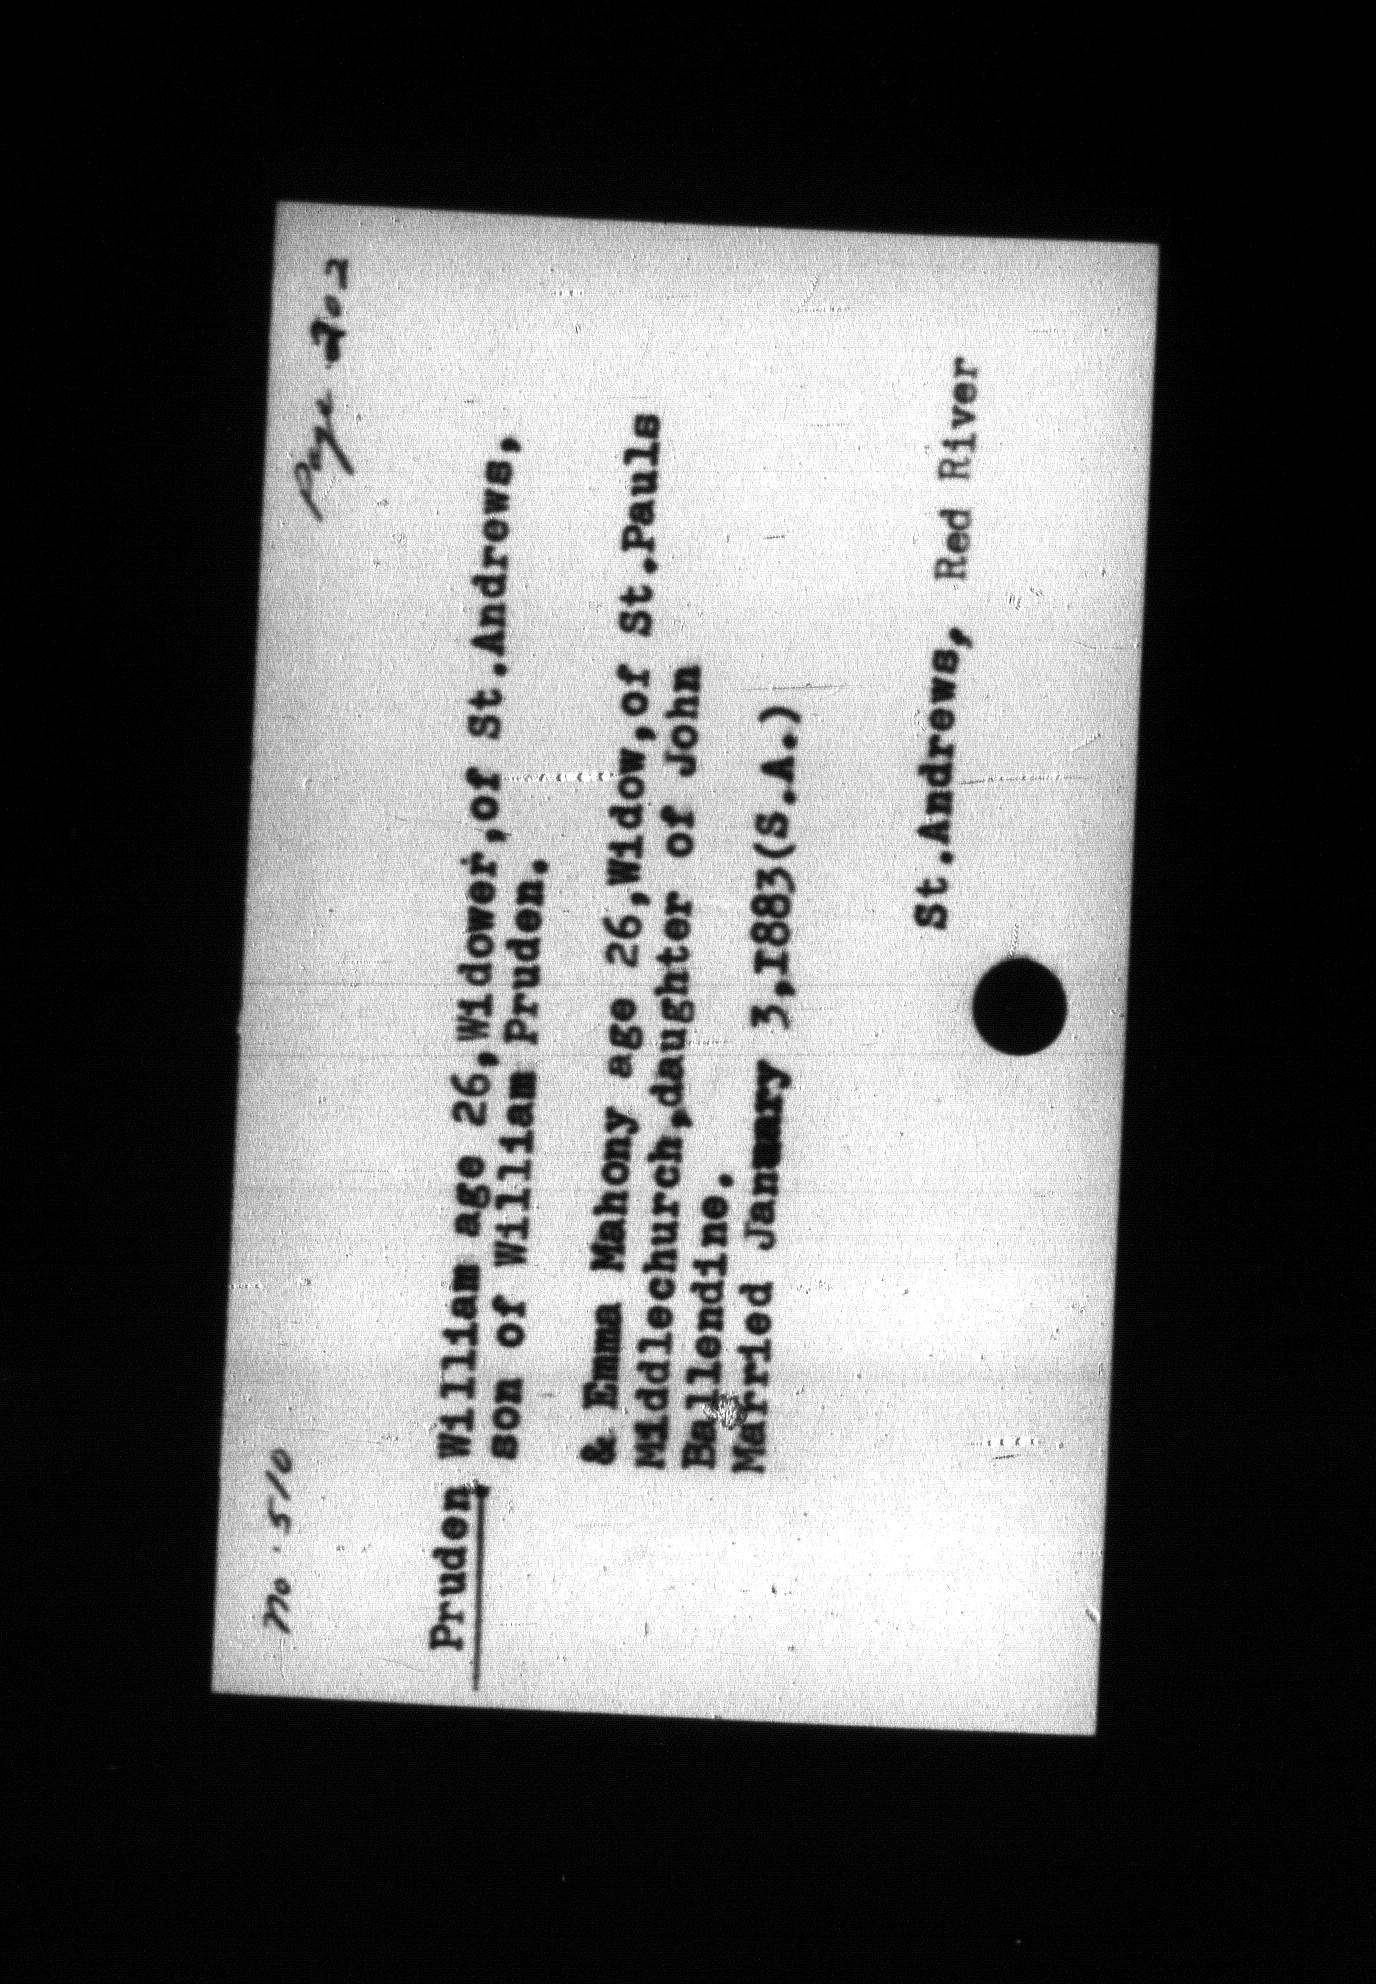 No. 510
Page 202
Pruden, William age 26,Widower,of St.Andrews,
son of William Pruden.
& Emma Mahony age 26,Widow,of St.Pauls
Middlechurch,daughter of John
Ballendine.
Married January 3,1883(S.A.)
St.Andrews, Red River